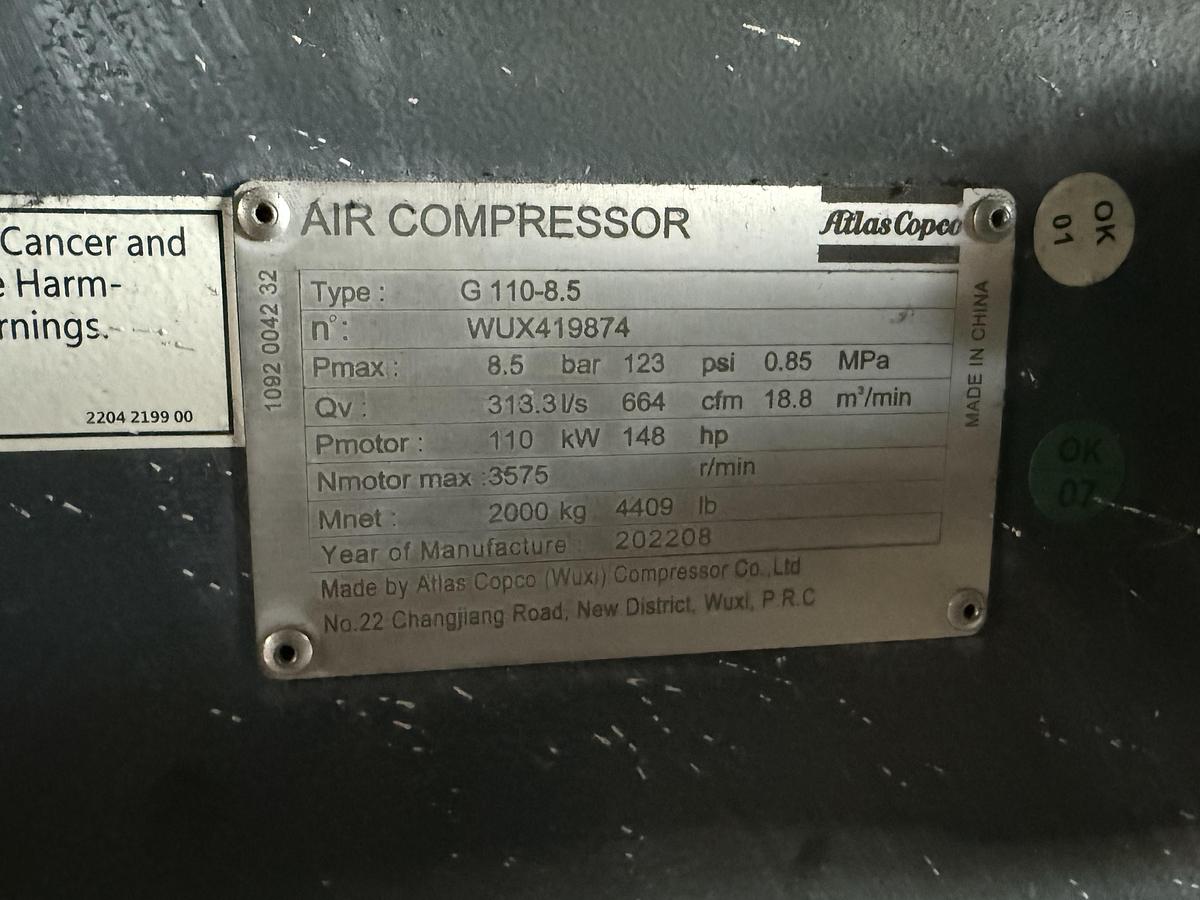 Cancer and
Harm-
rnings.
2204 2199 00
AIR COMPRESSOR
Atlas Copco
1092 0042 32
Type : G 110-8.5
n°: WUX419874
Pmax : 8.5 bar 123 psi 0.85 MPa
Qv : 313.3 l/s 664 cfm 18.8 m³/min
Pmotor : 110 kW 148 hp
Nmotor max :3575 r/min
Mnet : 2000 kg 4409 lb
Year of Manufacture : 202208
Made by Atlas Copco (Wuxi) Compressor Co.,Ltd
No.22 Changjiang Road, New District, Wuxi, P.R.C
MADE IN CHINA
OK
01
OK
07